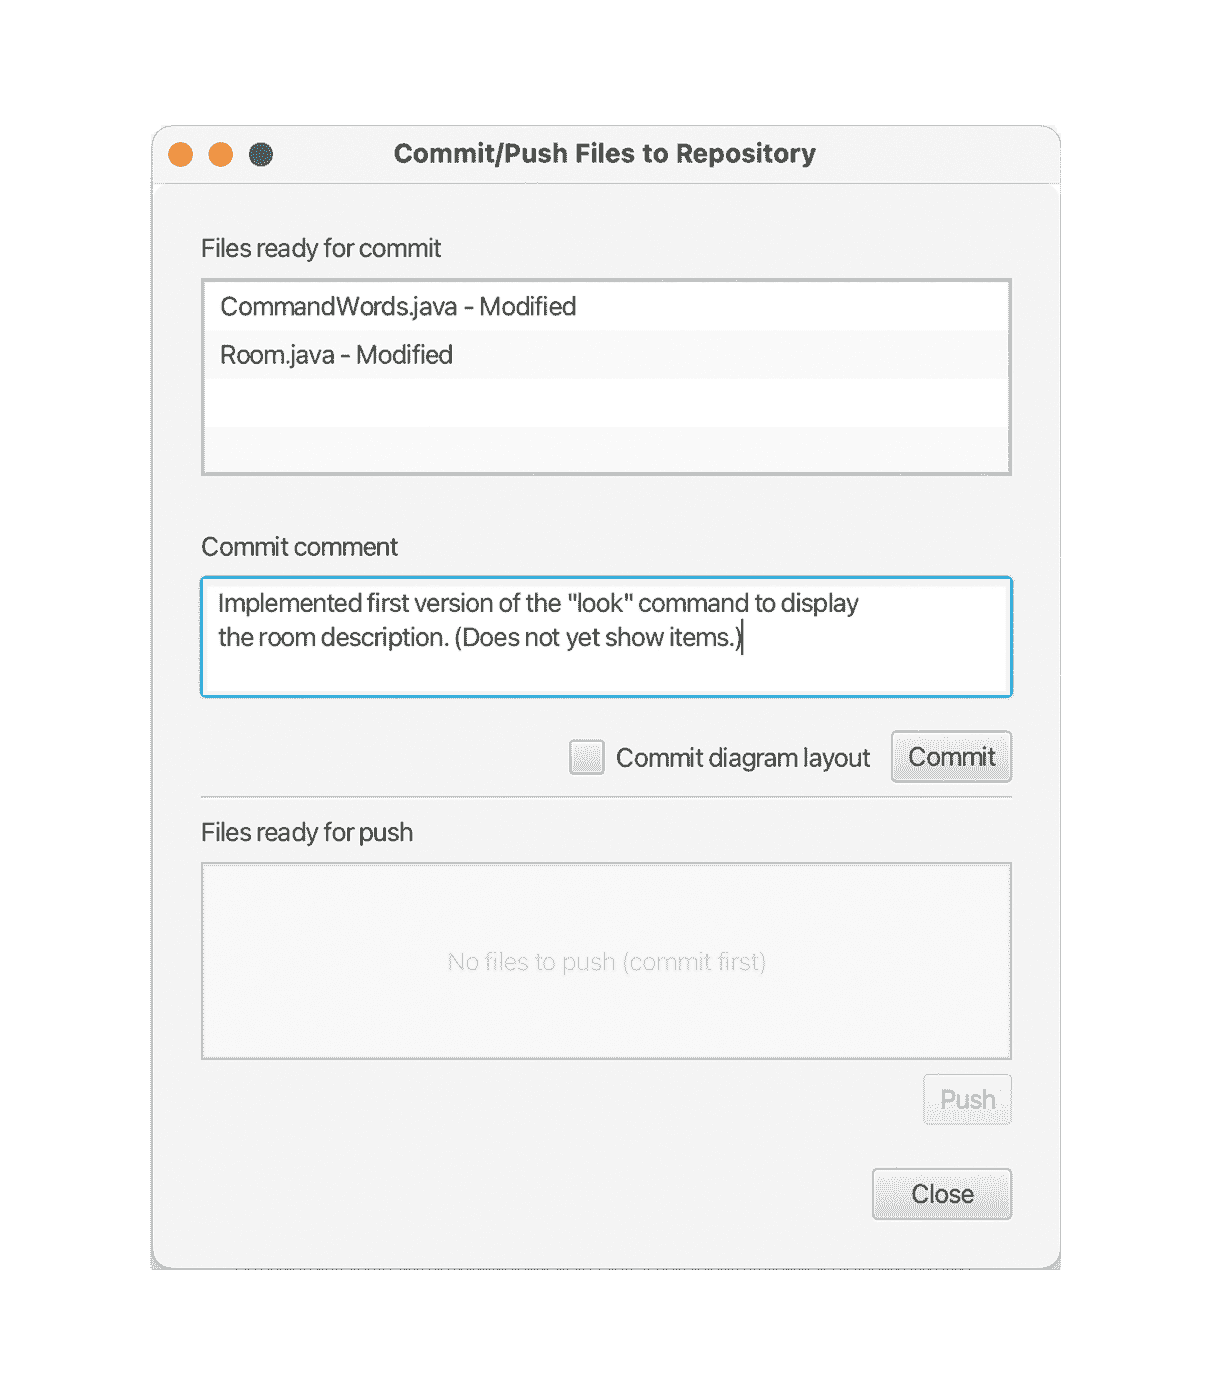 Commit/Push Files to Repository
Files ready for commit
CommandWords.java - Modified
Room.java - Modified
Commit comment
Implemented first version of the "look" command to display
the room description. (Does not yet show items.)
Commit diagram layout
Commit
Files ready for push
No files to push (commit first)
Push
Close